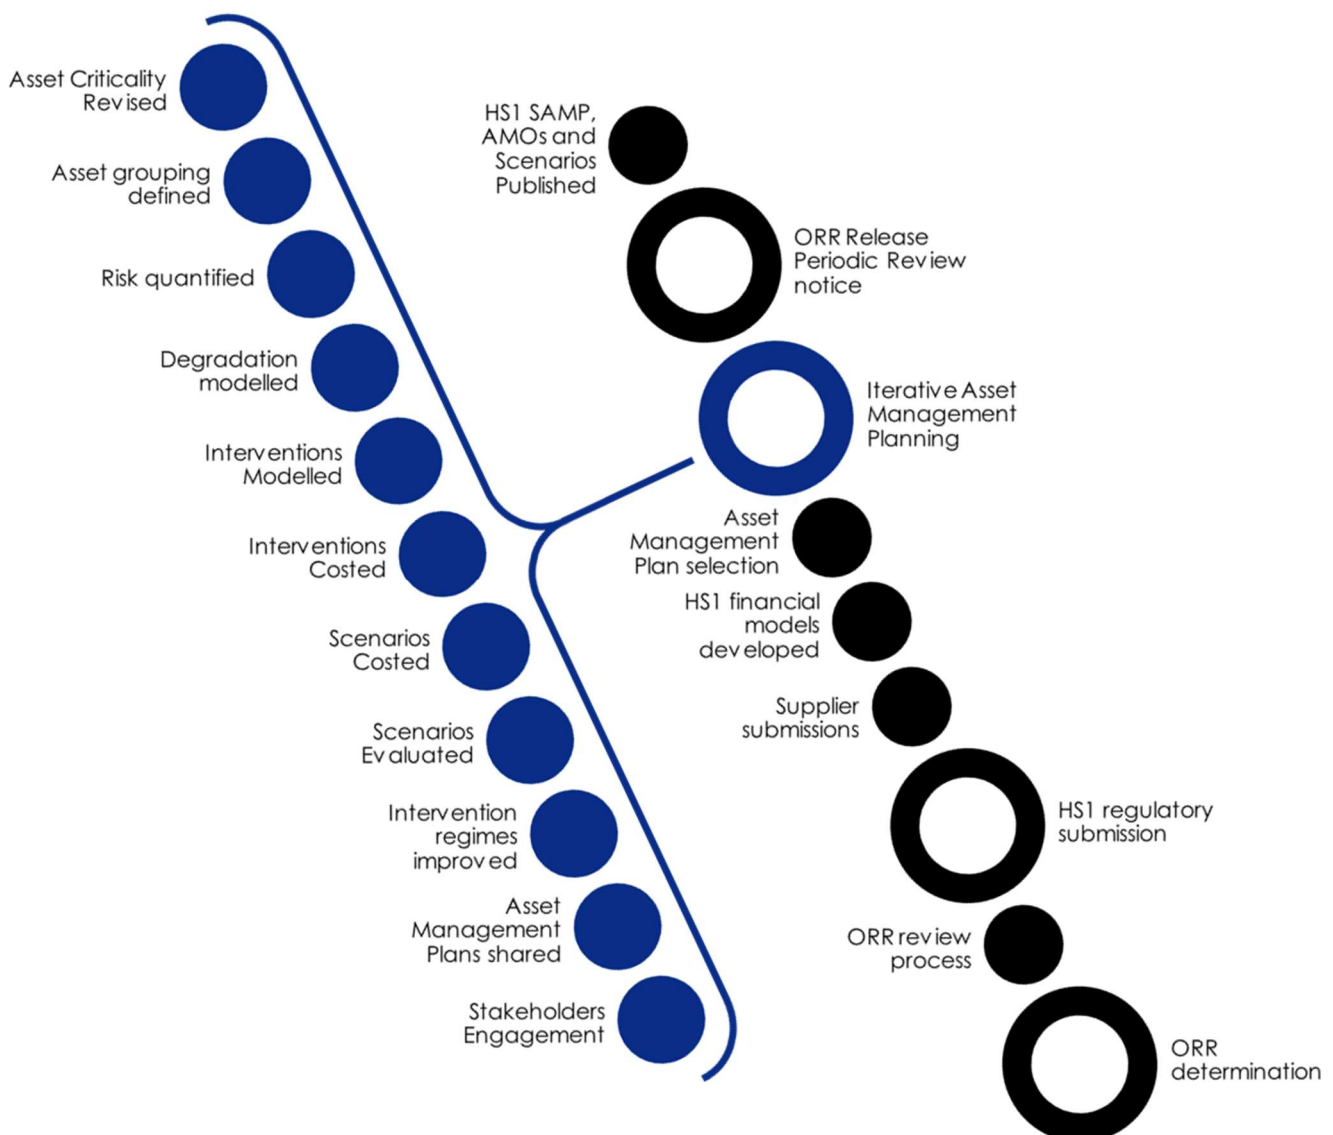 Asset Criticality
Revised
Asset grouping
defined
Risk quantified
Degradation
modelled
Interventions
Modelled
Interventions
Costed
Scenarios
Costed
Scenarios
Evaluated
Intervention
regimes
improved
Asset
Management
Plans shared
Stakeholders
Engagement
HS1 SAMP,
AMOs and
Scenarios
Published
ORR Release
Periodic Review
notice
Iterative Asset
Management
Planning
Asset
Management
Plan selection
HS1 financial
models
developed
Supplier
submissions
HS1 regulatory
submission
ORR review
process
ORR
determination